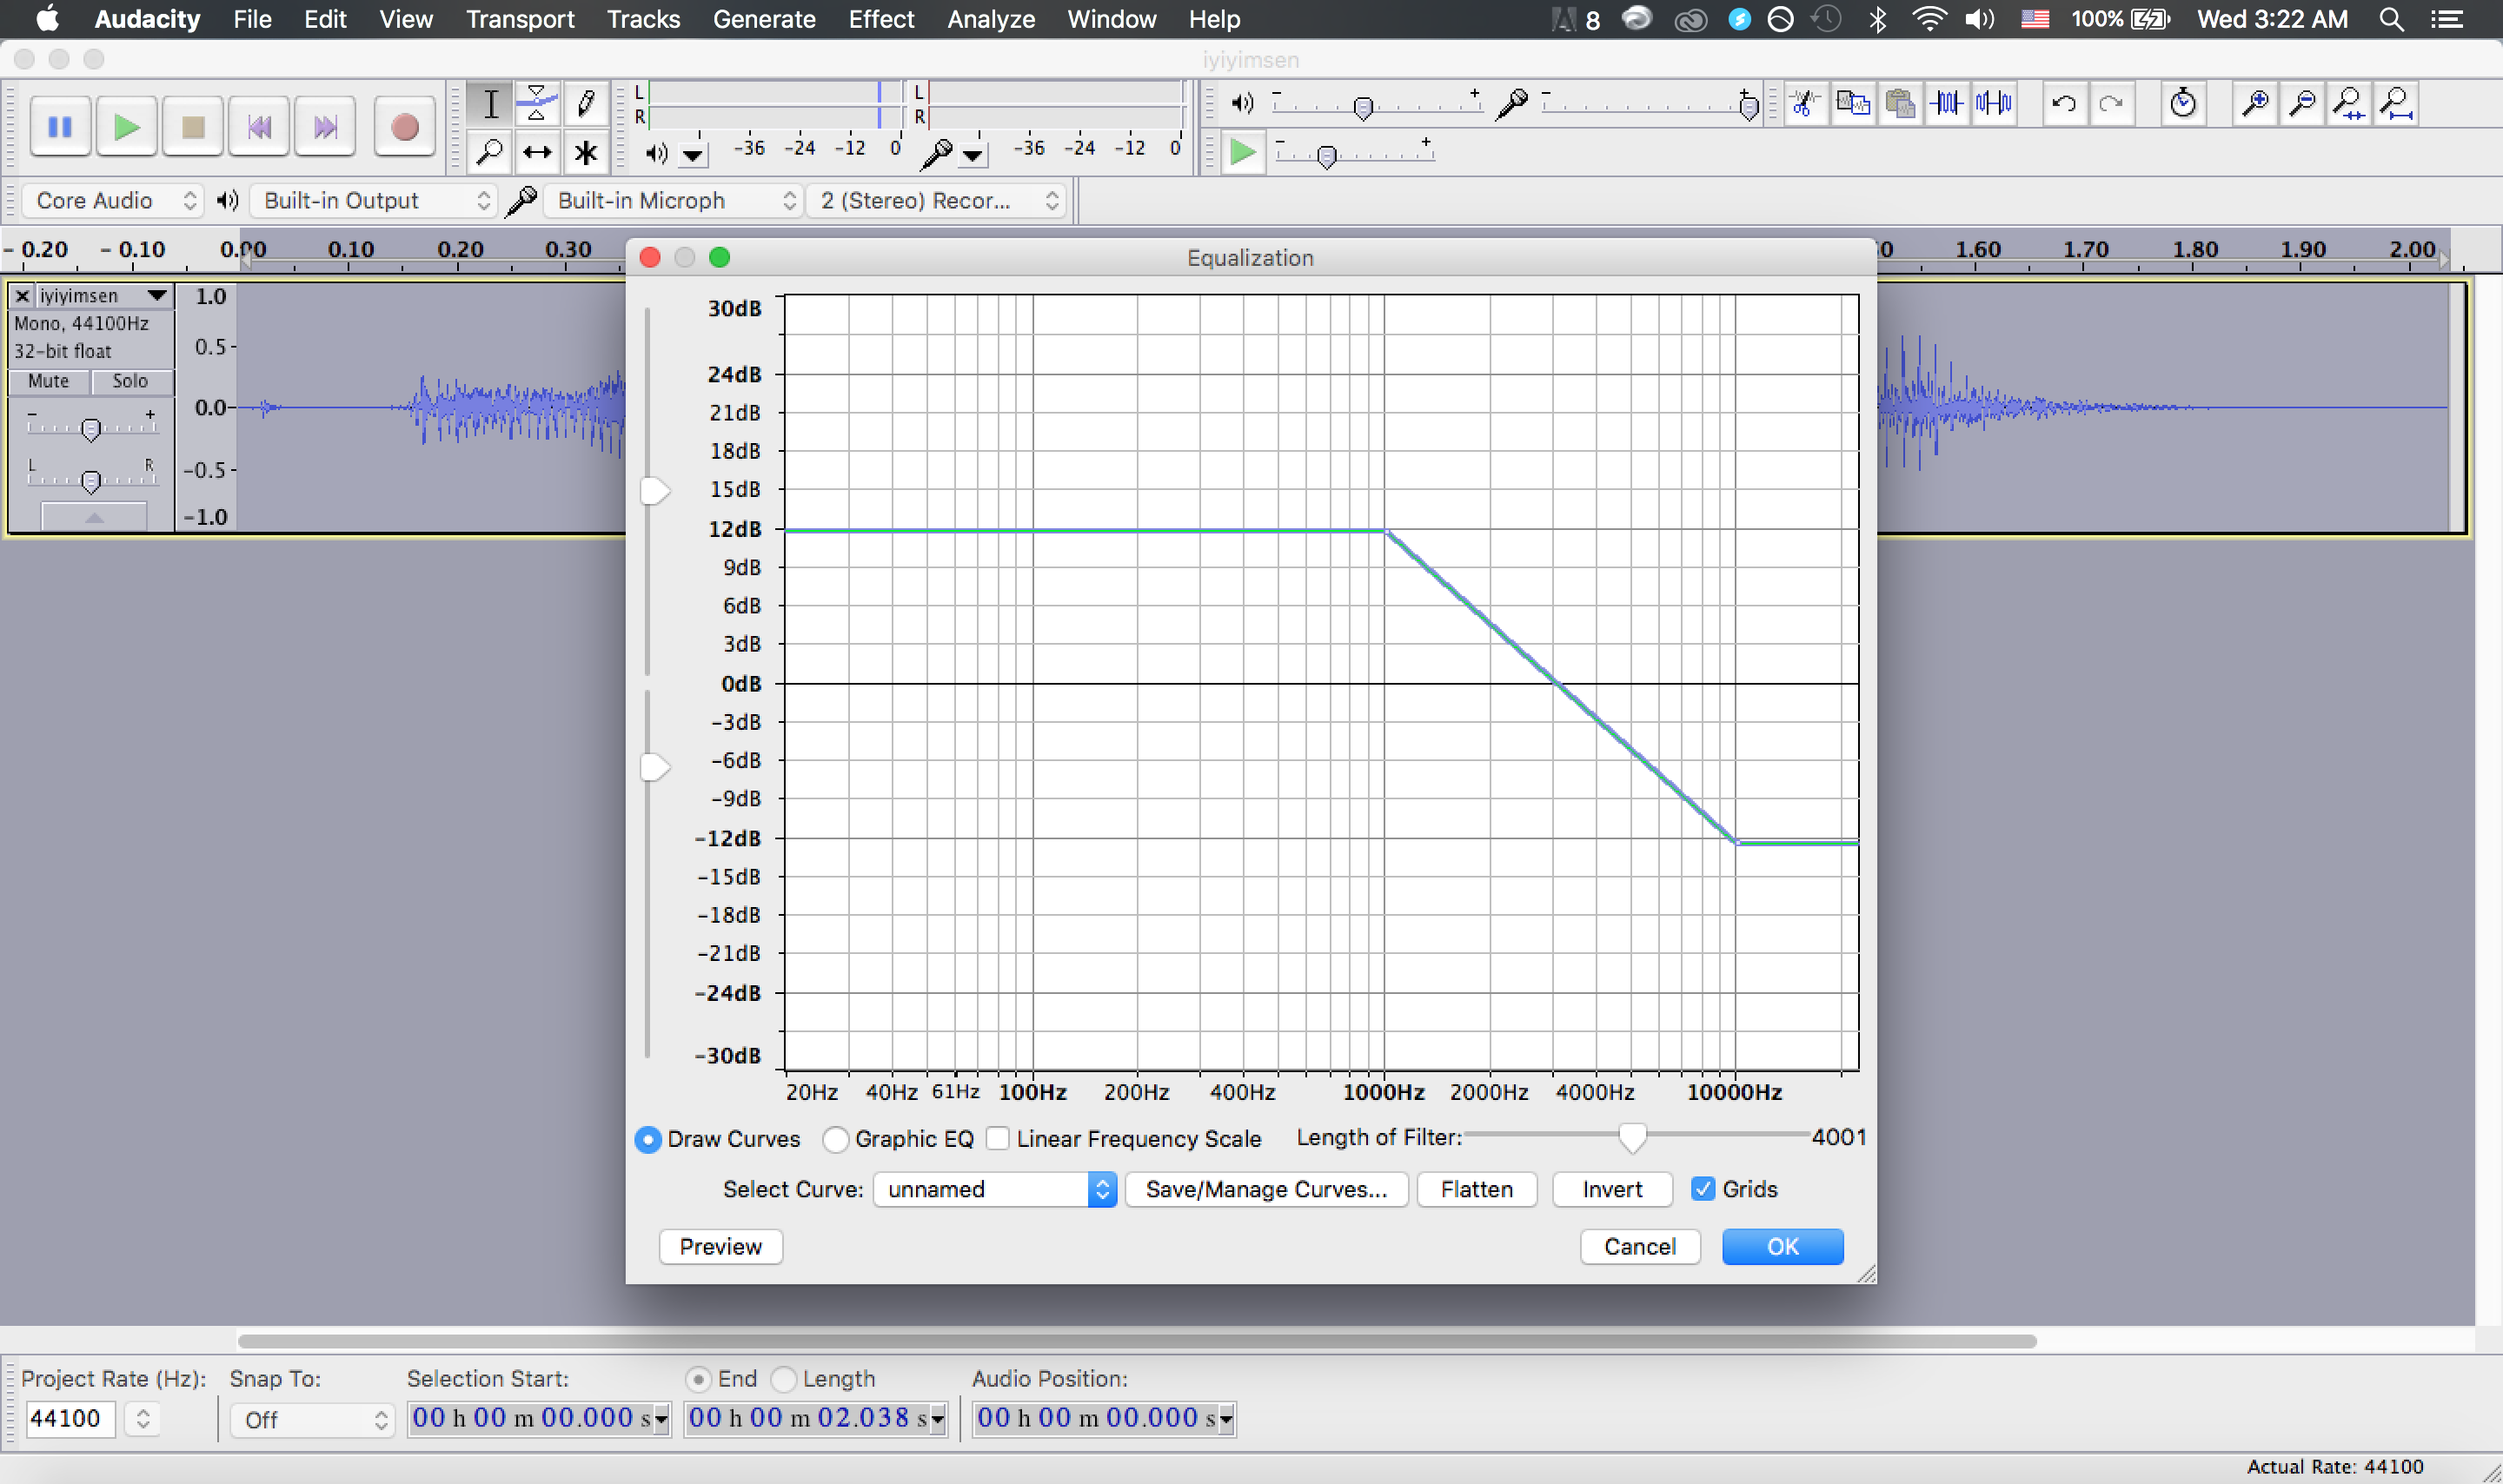 Audacity File Edit View Transport Tracks Generate Effect Analyze Window Help 8 100% Wed 3:22 AM
iyiyimsen
L R -36 -24 -12 0 L R -36 -24 -12 0
Core Audio Built-in Output Built-in Microph 2 (Stereo) Recor...
- 0.20 - 0.10 0.00 0.10 0.20 0.30 1.60 1.70 1.80 1.90 2.00
iyiyimsen
Mono, 44100Hz
32-bit float
Mute Solo
- +
L R
1.0
0.5
0.0
-0.5
-1.0
Equalization
30dB
24dB
21dB
18dB
15dB
12dB
9dB
6dB
3dB
0dB
-3dB
-6dB
-9dB
-12dB
-15dB
-18dB
-21dB
-24dB
-30dB
20Hz 40Hz 61Hz 100Hz 200Hz 400Hz 1000Hz 2000Hz 4000Hz 10000Hz
Draw Curves Graphic EQ Linear Frequency Scale Length of Filter: 4001
Select Curve: unnamed Save/Manage Curves... Flatten Invert Grids
Preview Cancel OK
Project Rate (Hz): Snap To: Selection Start: End Length Audio Position:
44100 Off 00 h 00 m 00.000 s 00 h 00 m 02.038 s 00 h 00 m 00.000 s
Actual Rate: 44100